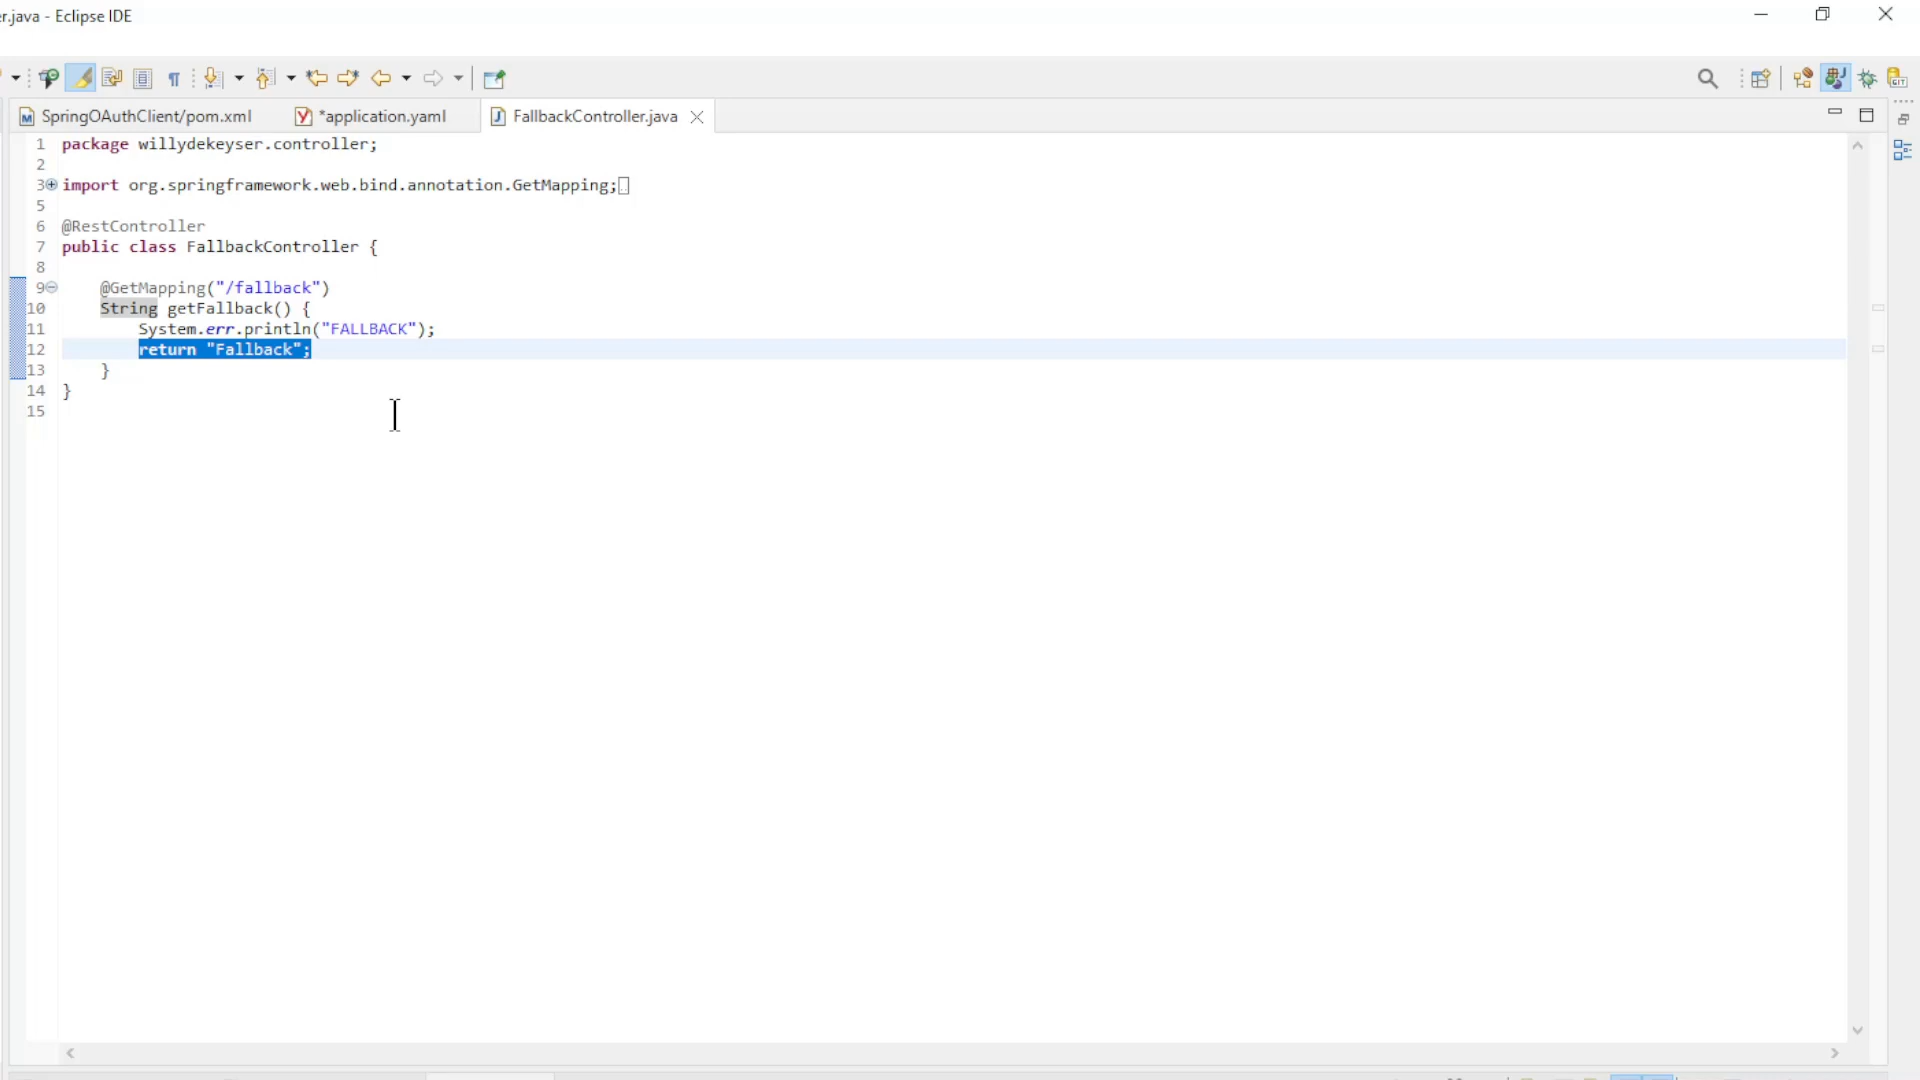 r.java - Eclipse IDE
SpringOAuthClient/pom.xml
*application.yaml
FallbackController.java
1 package willydekeyser.controller;
2
3 import org.springframework.web.bind.annotation.GetMapping;
5
6 @RestController
7 public class FallbackController {
8
9 @GetMapping("/fallback")
10 String getFallback() {
11 System.err.println("FALLBACK");
12 return "Fallback";
13 }
14 }
15